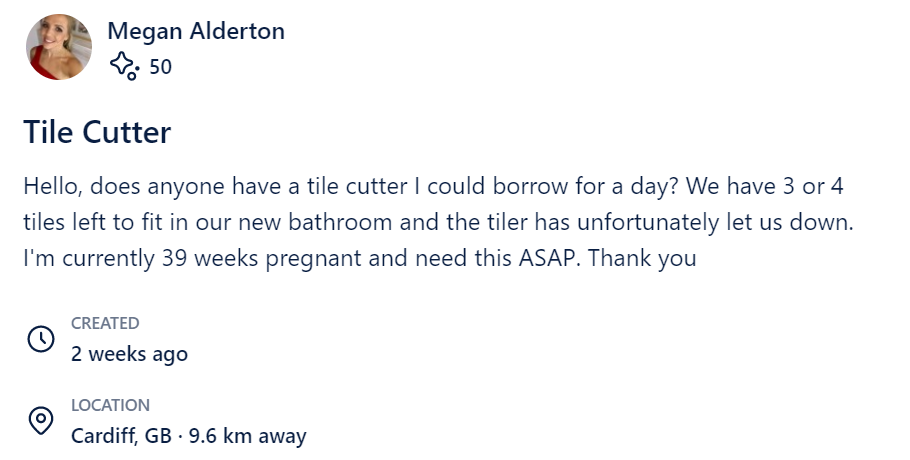 Megan Alderton
50
Tile Cutter
Hello, does anyone have a tile cutter I could borrow for a day? We have 3 or 4
tiles left to fit in our new bathroom and the tiler has unfortunately let us down.
I'm currently 39 weeks pregnant and need this ASAP. Thank you
CREATED
2 weeks ago
LOCATION
Cardiff, GB · 9.6 km away